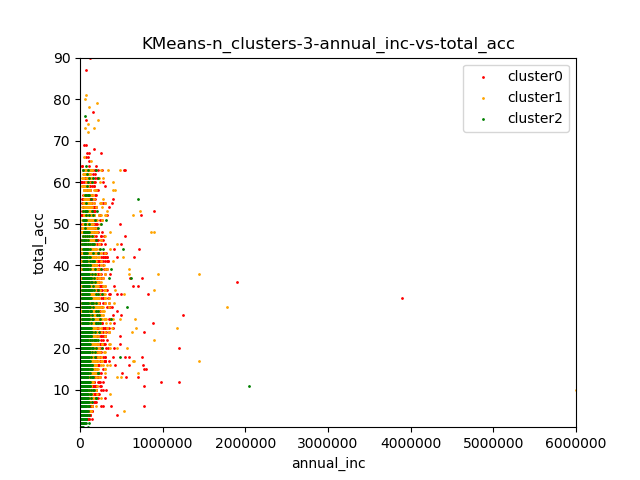 KMeans-n_clusters-3-annual_inc-vs-total_acc
90
80
70
60
50
40
30
20
10
total_acc
cluster0
cluster1
cluster2
0 1000000 2000000 3000000 4000000 5000000 6000000
annual_inc